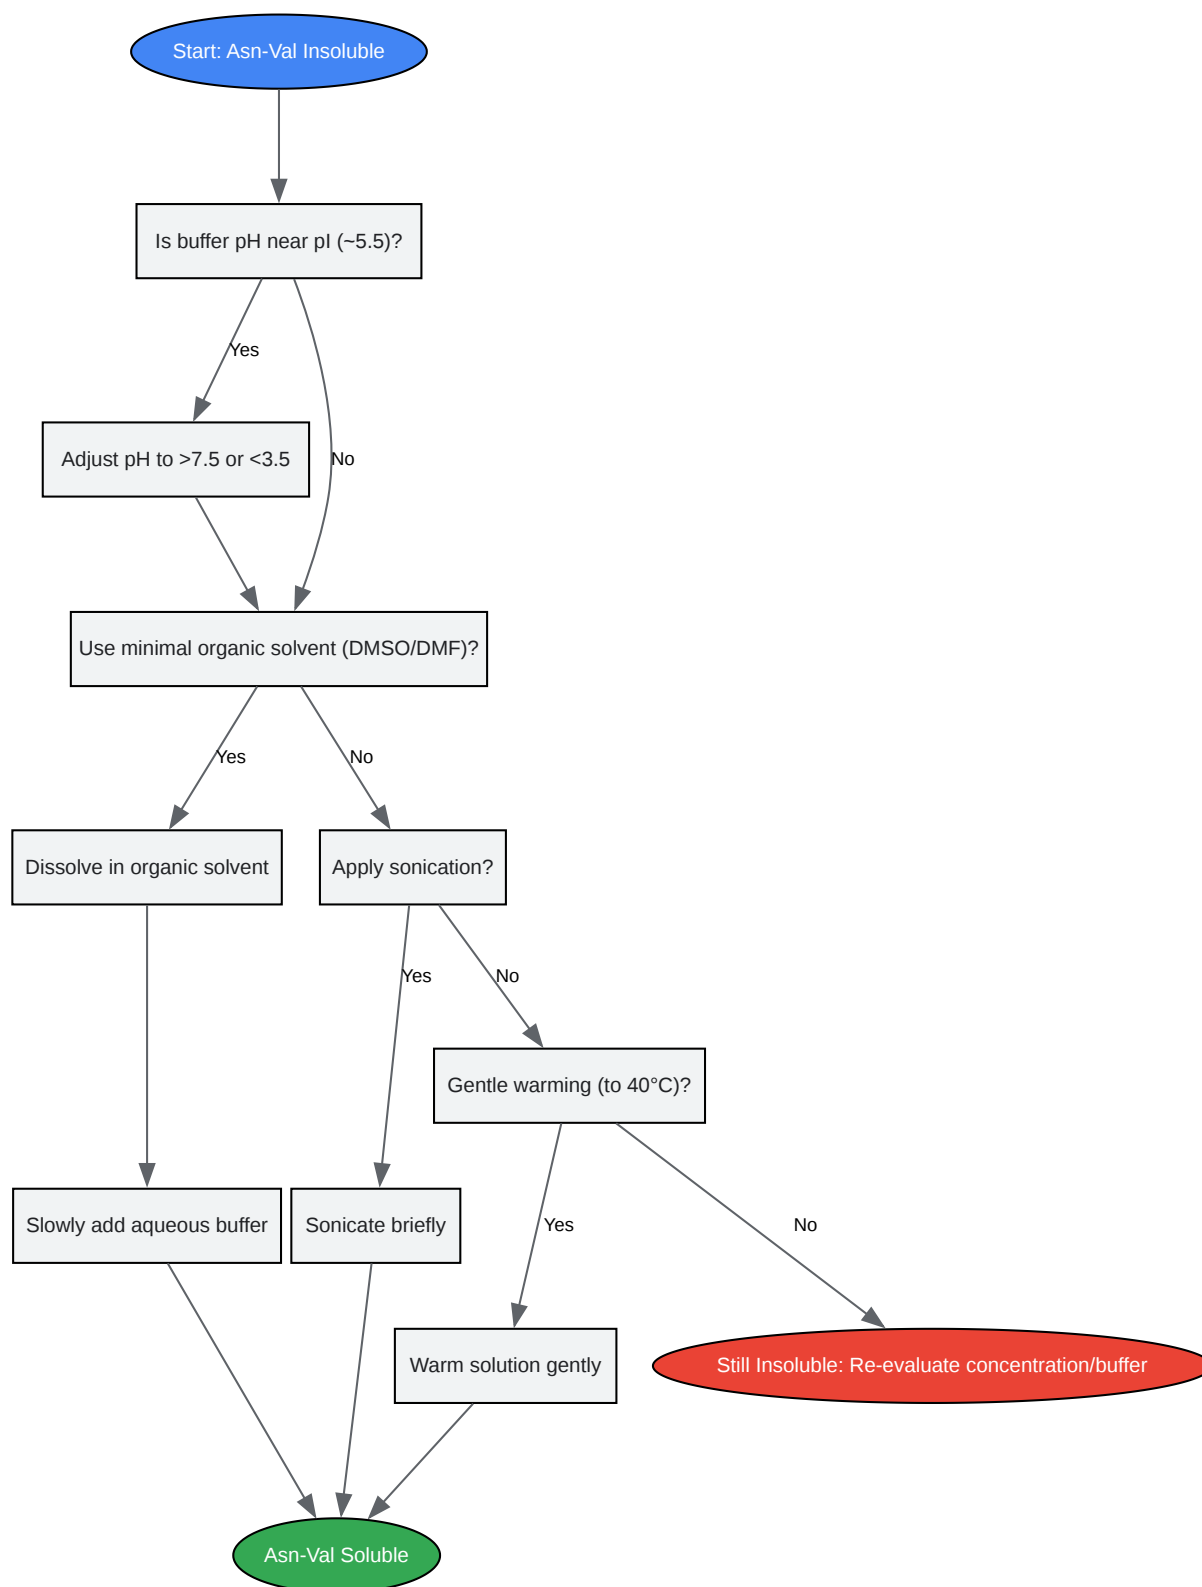 Start: Asn-Val Insoluble
Is buffer pH near pI (~5.5)?
Yes
Adjust pH to >7.5 or <3.5
No
Use minimal organic solvent (DMSO/DMF)?
Yes
No
Dissolve in organic solvent
Apply sonication?
Yes
No
Gentle warming (to 40°C)?
Slowly add aqueous buffer
Sonicate briefly
Yes
No
Warm solution gently
Still Insoluble: Re-evaluate concentration/buffer
Asn-Val Soluble